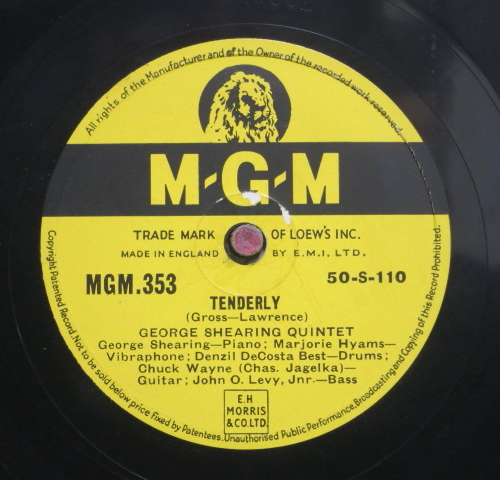 All rights of the Manufacturer and of the Owner of the recorded work reserved
M-G-M
TRADE MARK OF LOEW'S INC.
MADE IN ENGLAND BY E.M.I. LTD.
MGM.353 50-S-110
TENDERLY
(Gross—Lawrence)
GEORGE SHEARING QUINTET
George Shearing—Piano; Marjorie Hyams—
Vibraphone; Denzil DeCosta Best—Drums;
Chuck Wayne (Chas. Jagelka)—
Guitar; John O. Levy, Jnr.—Bass
E.H
MORRIS
& CO.LTD.
Copyright Patented Record Not to be sold below price Fixed by Patentees. Unauthorised Public Performance, Broadcasting and Copying of this Record Prohibited.